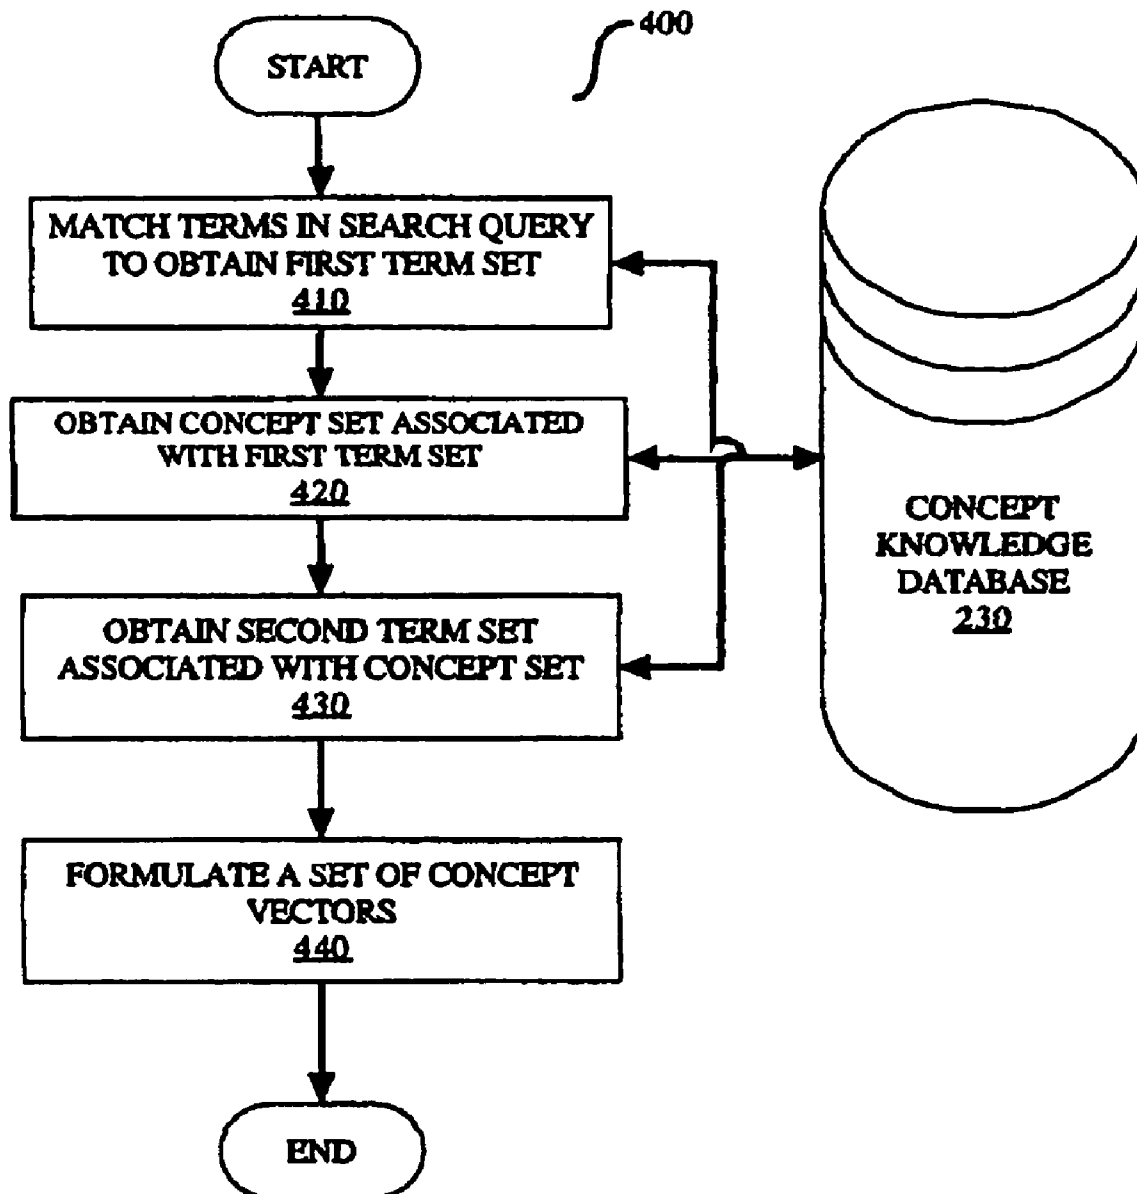 400
START
MATCH TERMS IN SEARCH QUERY
TO OBTAIN FIRST TERM SET
410
OBTAIN CONCEPT SET ASSOCIATED
WITH FIRST TERM SET
420
OBTAIN SECOND TERM SET
ASSOCIATED WITH CONCEPT SET
430
FORMULATE A SET OF CONCEPT
VECTORS
440
END
CONCEPT
KNOWLEDGE
DATABASE
230